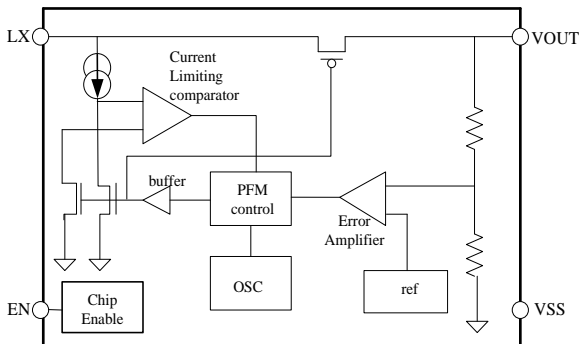 LX
VOUT
Current
Limiting
comparator
buffer
PFM
control
Error
Amplifier
OSC
ref
EN
Chip
Enable
VSS